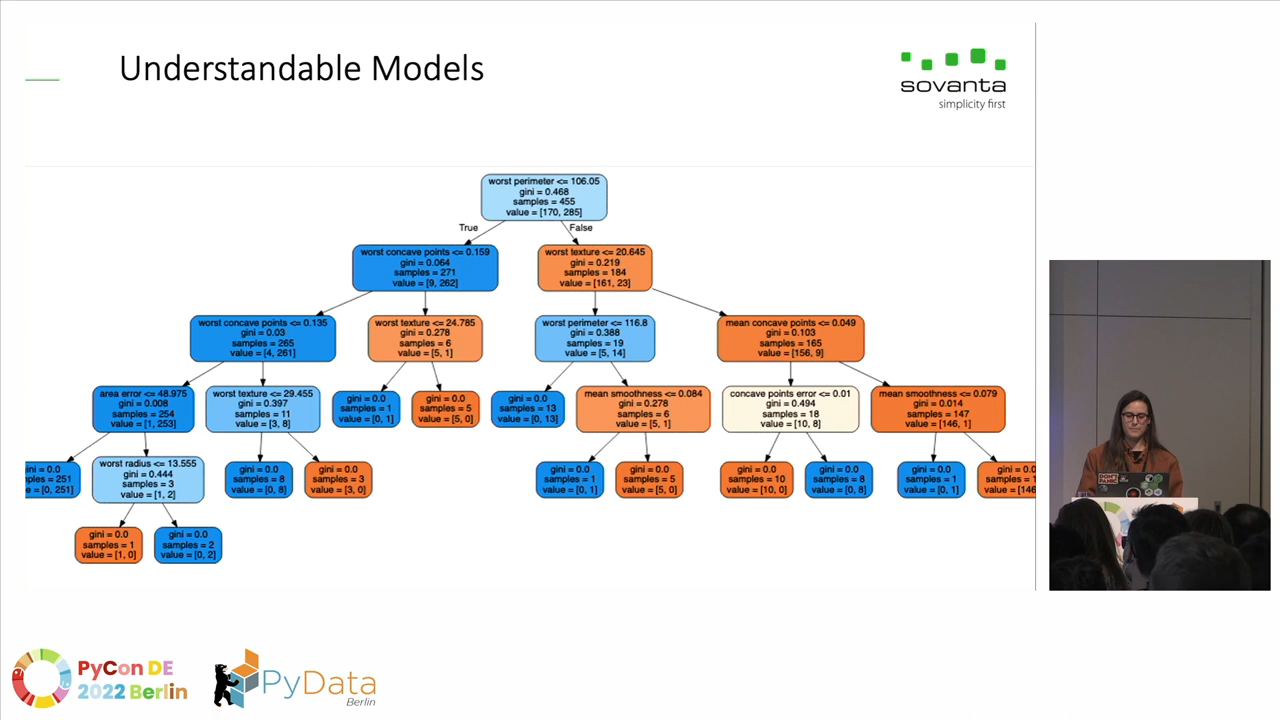 Understandable Models
sovanta
simplicity first
worst perimeter <= 106.05
gini = 0.468
samples = 455
value = [170, 285]
True
False
worst concave points <= 0.159
gini = 0.064
samples = 271
value = [9, 262]
worst texture <= 20.645
gini = 0.219
samples = 184
value = [161, 23]
worst concave points <= 0.135
gini = 0.03
samples = 265
value = [4, 261]
worst texture <= 24.785
gini = 0.278
samples = 6
value = [5, 1]
worst perimeter <= 116.8
gini = 0.388
samples = 19
value = [5, 14]
mean concave points <= 0.049
gini = 0.103
samples = 165
value = [156, 9]
area error <= 48.975
gini = 0.008
samples = 254
value = [1, 253]
worst texture <= 29.455
gini = 0.397
samples = 11
value = [3, 8]
gini = 0.0
samples = 1
value = [0, 1]
gini = 0.0
samples = 5
value = [5, 0]
gini = 0.0
samples = 13
value = [0, 13]
mean smoothness <= 0.084
gini = 0.278
samples = 6
value = [5, 1]
concave points error <= 0.01
gini = 0.494
samples = 18
value = [10, 8]
mean smoothness <= 0.079
gini = 0.014
samples = 147
value = [146, 1]
ini = 0.0
ples = 251
e = [0, 251]
worst radius <= 13.555
gini = 0.444
samples = 3
value = [1, 2]
gini = 0.0
samples = 8
value = [0, 8]
gini = 0.0
samples = 3
value = [3, 0]
gini = 0.0
samples = 1
value = [0, 1]
gini = 0.0
samples = 5
value = [5, 0]
gini = 0.0
samples = 10
value = [10, 0]
gini = 0.0
samples = 8
value = [0, 8]
gini = 0.0
samples = 1
value = [0, 1]
gini = 0.0
samples = 1
value = [146
gini = 0.0
samples = 1
value = [1, 0]
gini = 0.0
samples = 2
value = [0, 2]
DON'T
PANIC
PyCon DE
2022 Berlin
PyData
Berlin